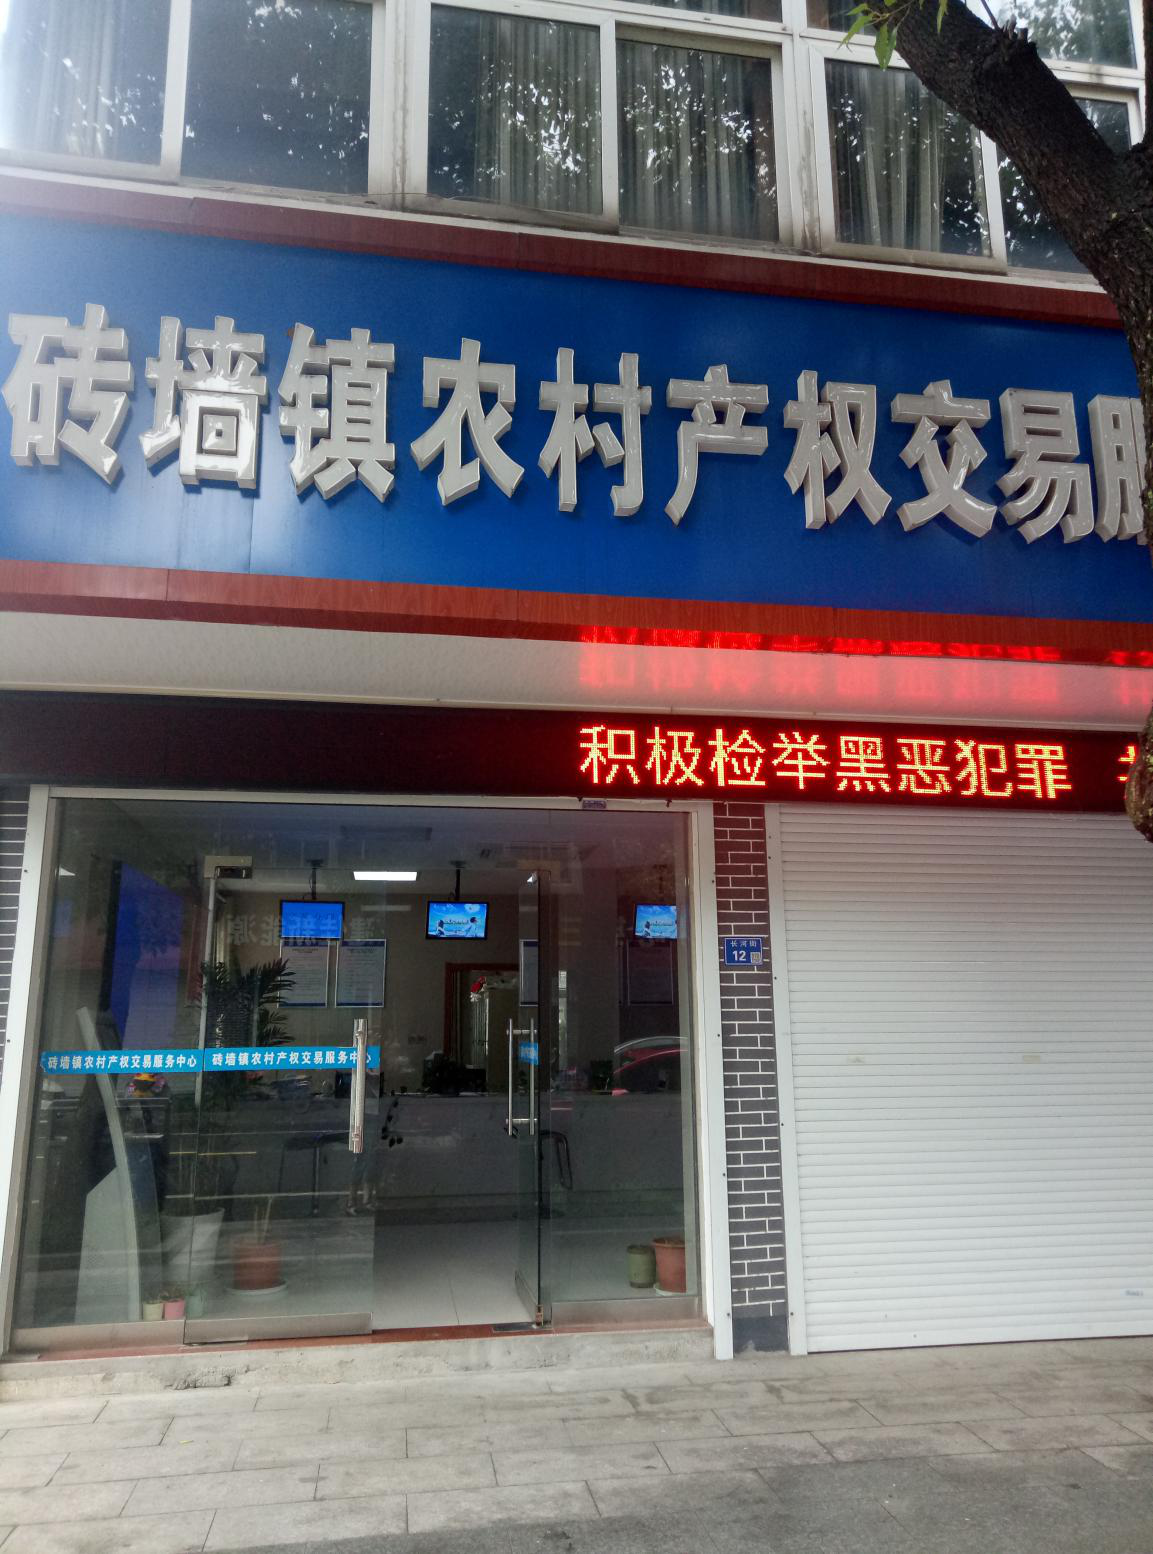 砖墙镇农村产权交易服
积极检举黑恶犯罪
长河街
12
砖墙镇农村产权交易服务中心
砖墙镇农村产权交易服务中心